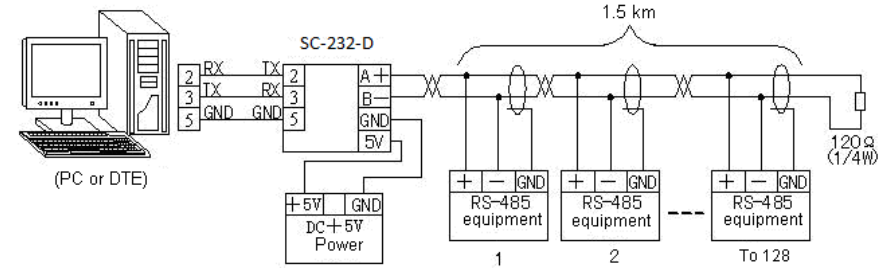 1.5 km
SC-232-D
2 RX TX 2 A+
3 TX RX 3 B-
5 GND GND 5 GND
5V
120Ω
(1/4W)
(PC or DTE)
+5V GND
DC+5V
Power
+ - GND
RS-485
equipment
1
+ - GND
RS-485
equipment
2
+ - GND
RS-485
equipment
To 128